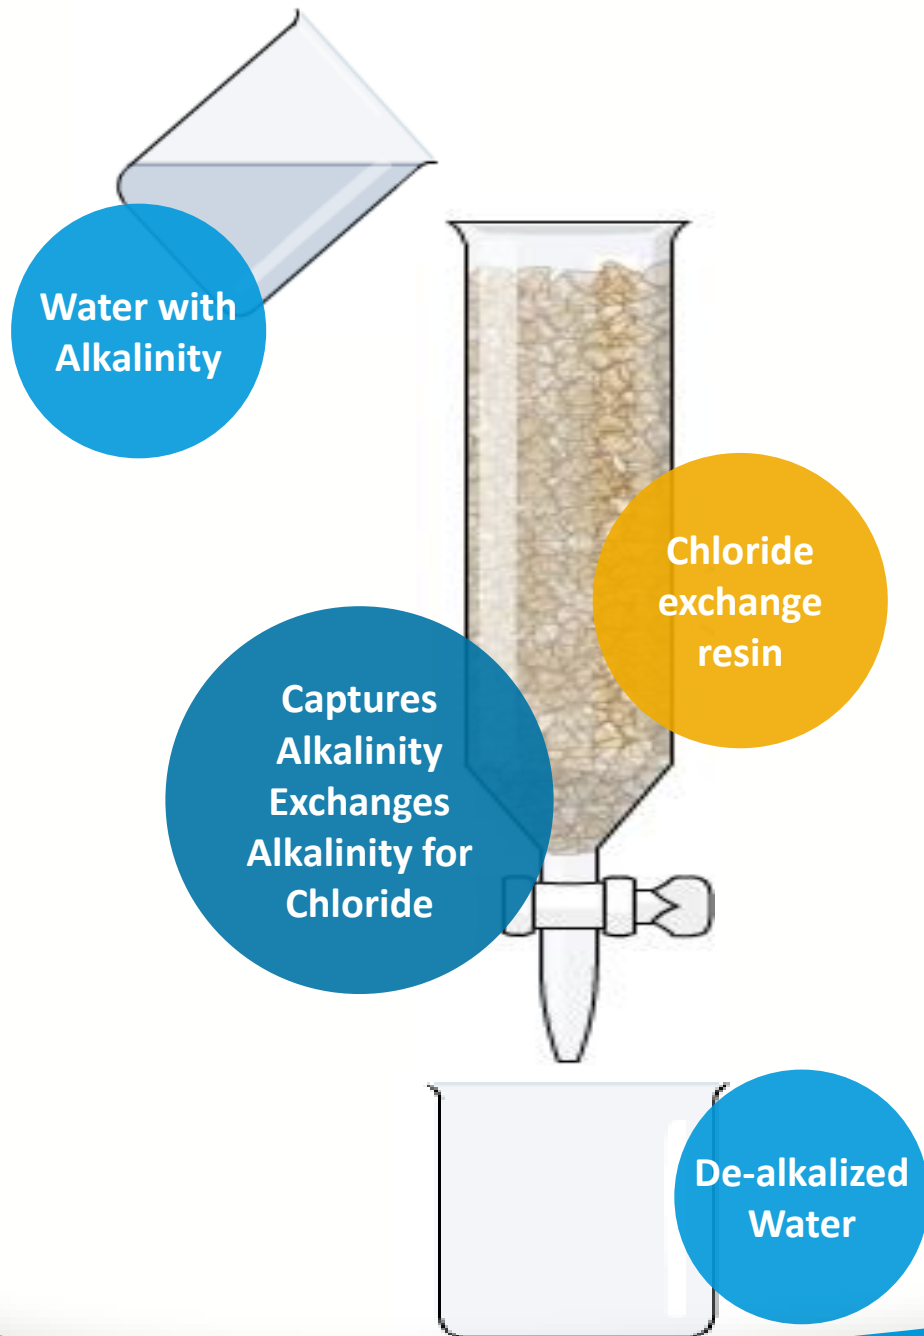 Water with
Alkalinity
Chloride
exchange
resin
Captures
Alkalinity
Exchanges
Alkalinity for
Chloride
De-alkalized
Water